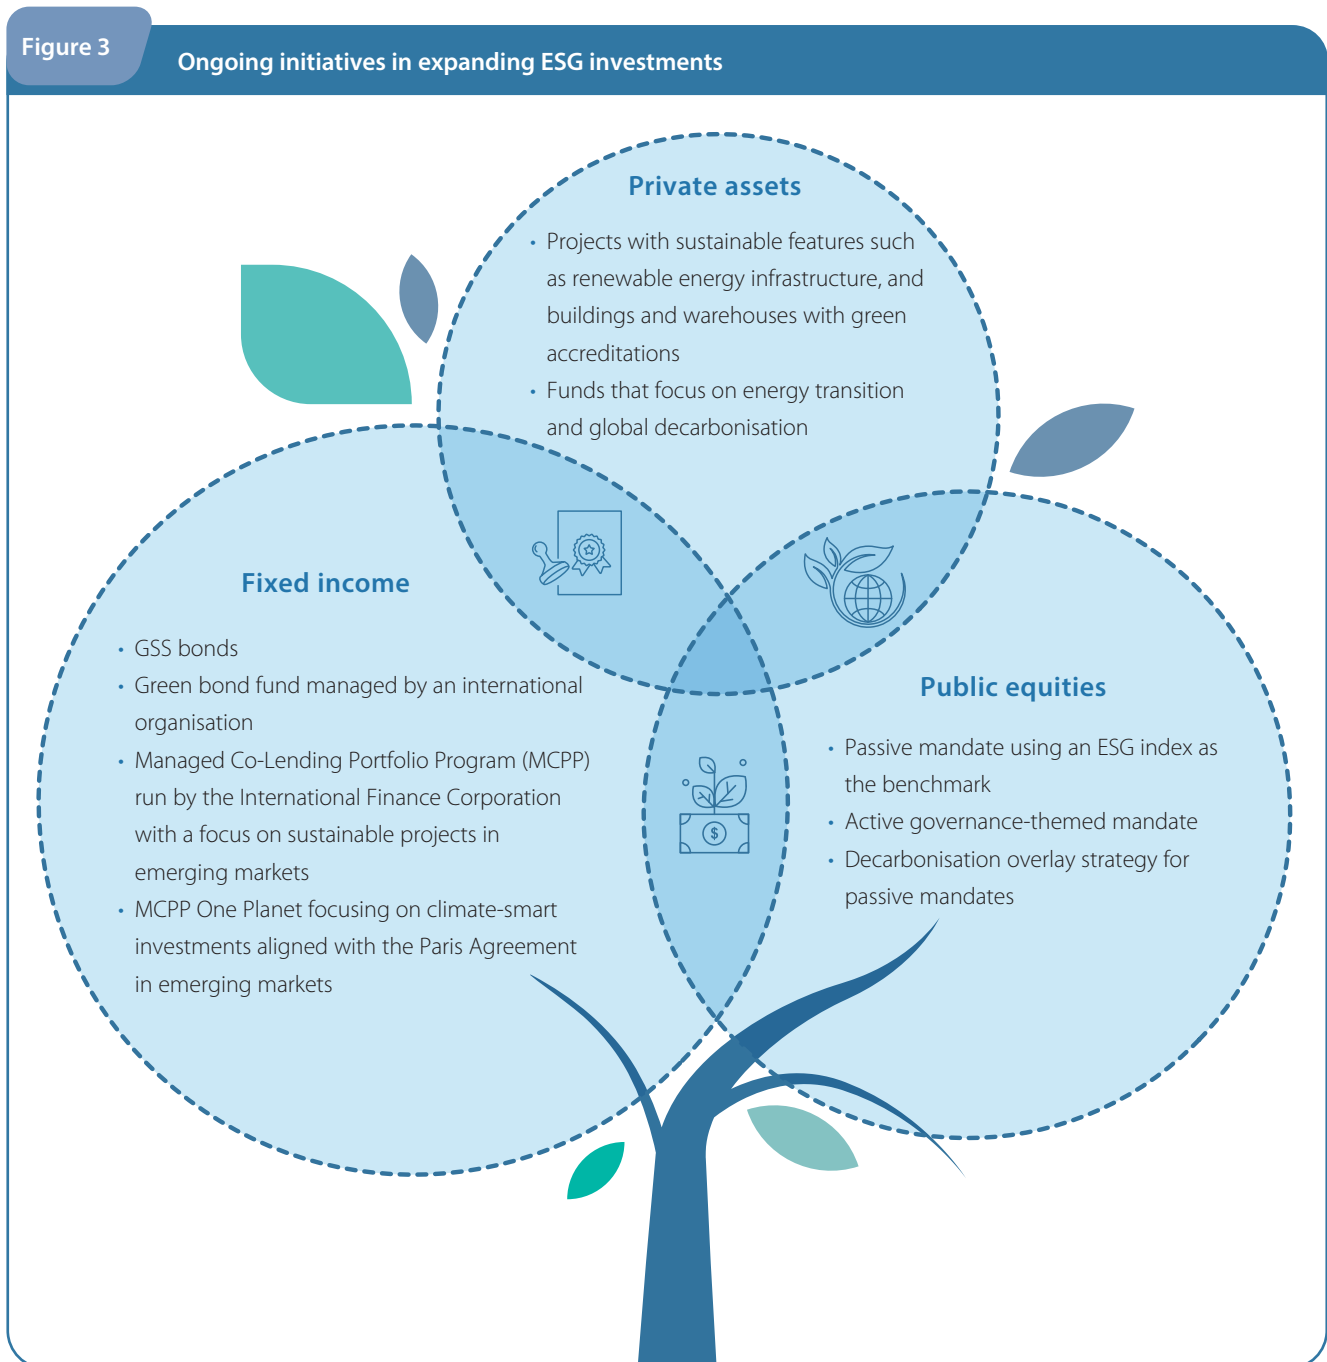 Figure 3
Ongoing initiatives in expanding ESG investments
Private assets
• Projects with sustainable features such
as renewable energy infrastructure, and
buildings and warehouses with green
accreditations
• Funds that focus on energy transition
and global decarbonisation
Fixed income
• GSS bonds
• Green bond fund managed by an international
organisation
• Managed Co-Lending Portfolio Program (MCPP)
run by the International Finance Corporation
with a focus on sustainable projects in
emerging markets
• MCPP One Planet focusing on climate-smart
investments aligned with the Paris Agreement
in emerging markets
Public equities
• Passive mandate using an ESG index as
the benchmark
• Active governance-themed mandate
• Decarbonisation overlay strategy for
passive mandates
$